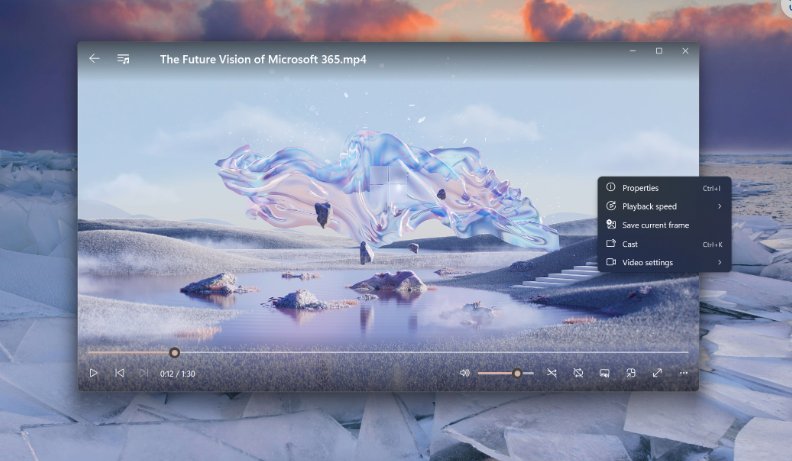 The Future Vision of Microsoft 365.mp4
Properties Ctrl+I
Playback speed
Save current frame
Cast Ctrl+K
Video settings
0:12 / 1:30